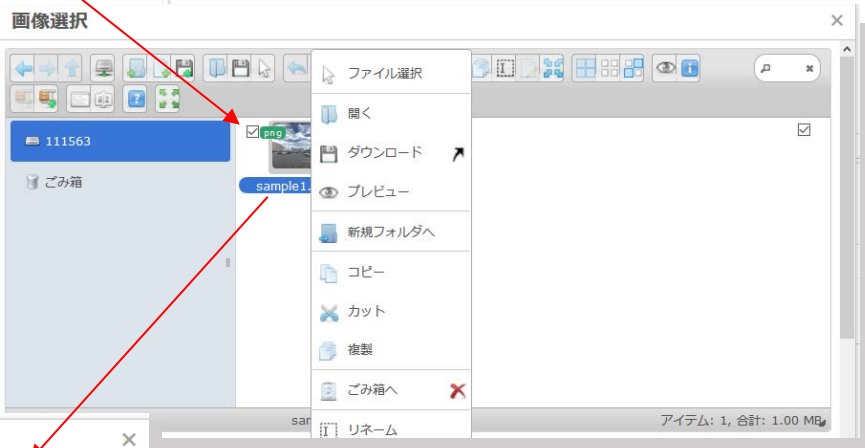 画像選択
ファイル選択
111563
png
開く
ダウンロード
ごみ箱
sample1.
プレビュー
新規フォルダへ
コピー
カット
複製
ごみ箱へ
sar
アイテム: 1, 合計: 1.00 MB
リネーム